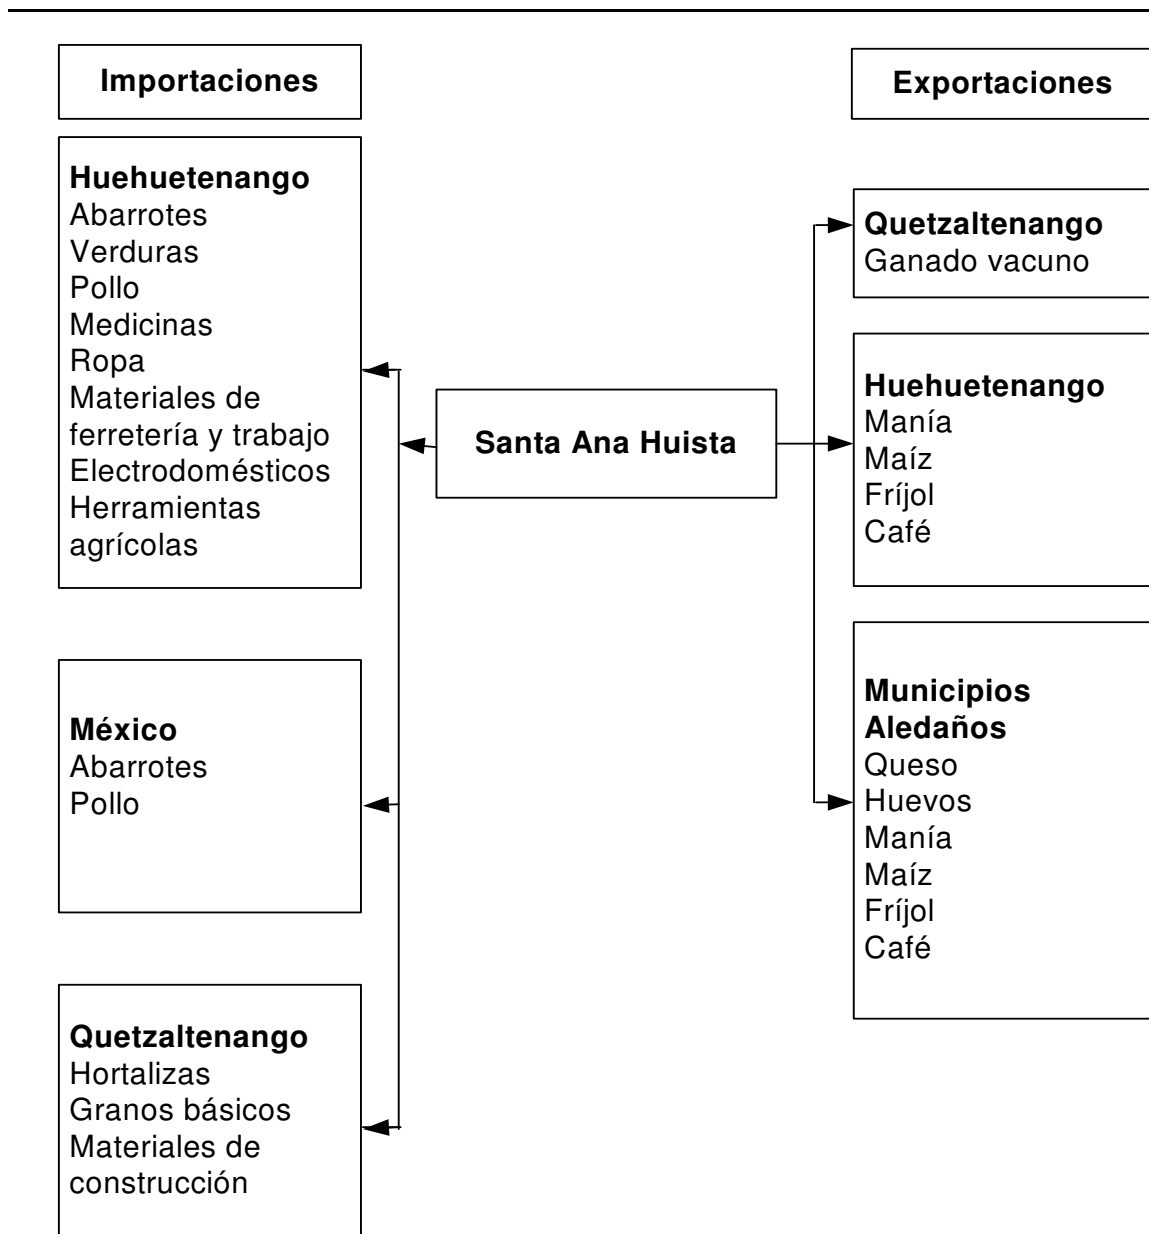 Importaciones
Huehuetenango
Abarrotes
Verduras
Pollo
Medicinas
Ropa
Materiales de
ferretería y trabajo
Electrodomésticos
Herramientas
agrícolas
México
Abarrotes
Pollo
Quetzaltenango
Hortalizas
Granos básicos
Materiales de
construcción
Santa Ana Huista
Exportaciones
Quetzaltenango
Ganado vacuno
Huehuetenango
Manía
Maíz
Fríjol
Café
Municipios
Aledaños
Queso
Huevos
Manía
Maíz
Fríjol
Café